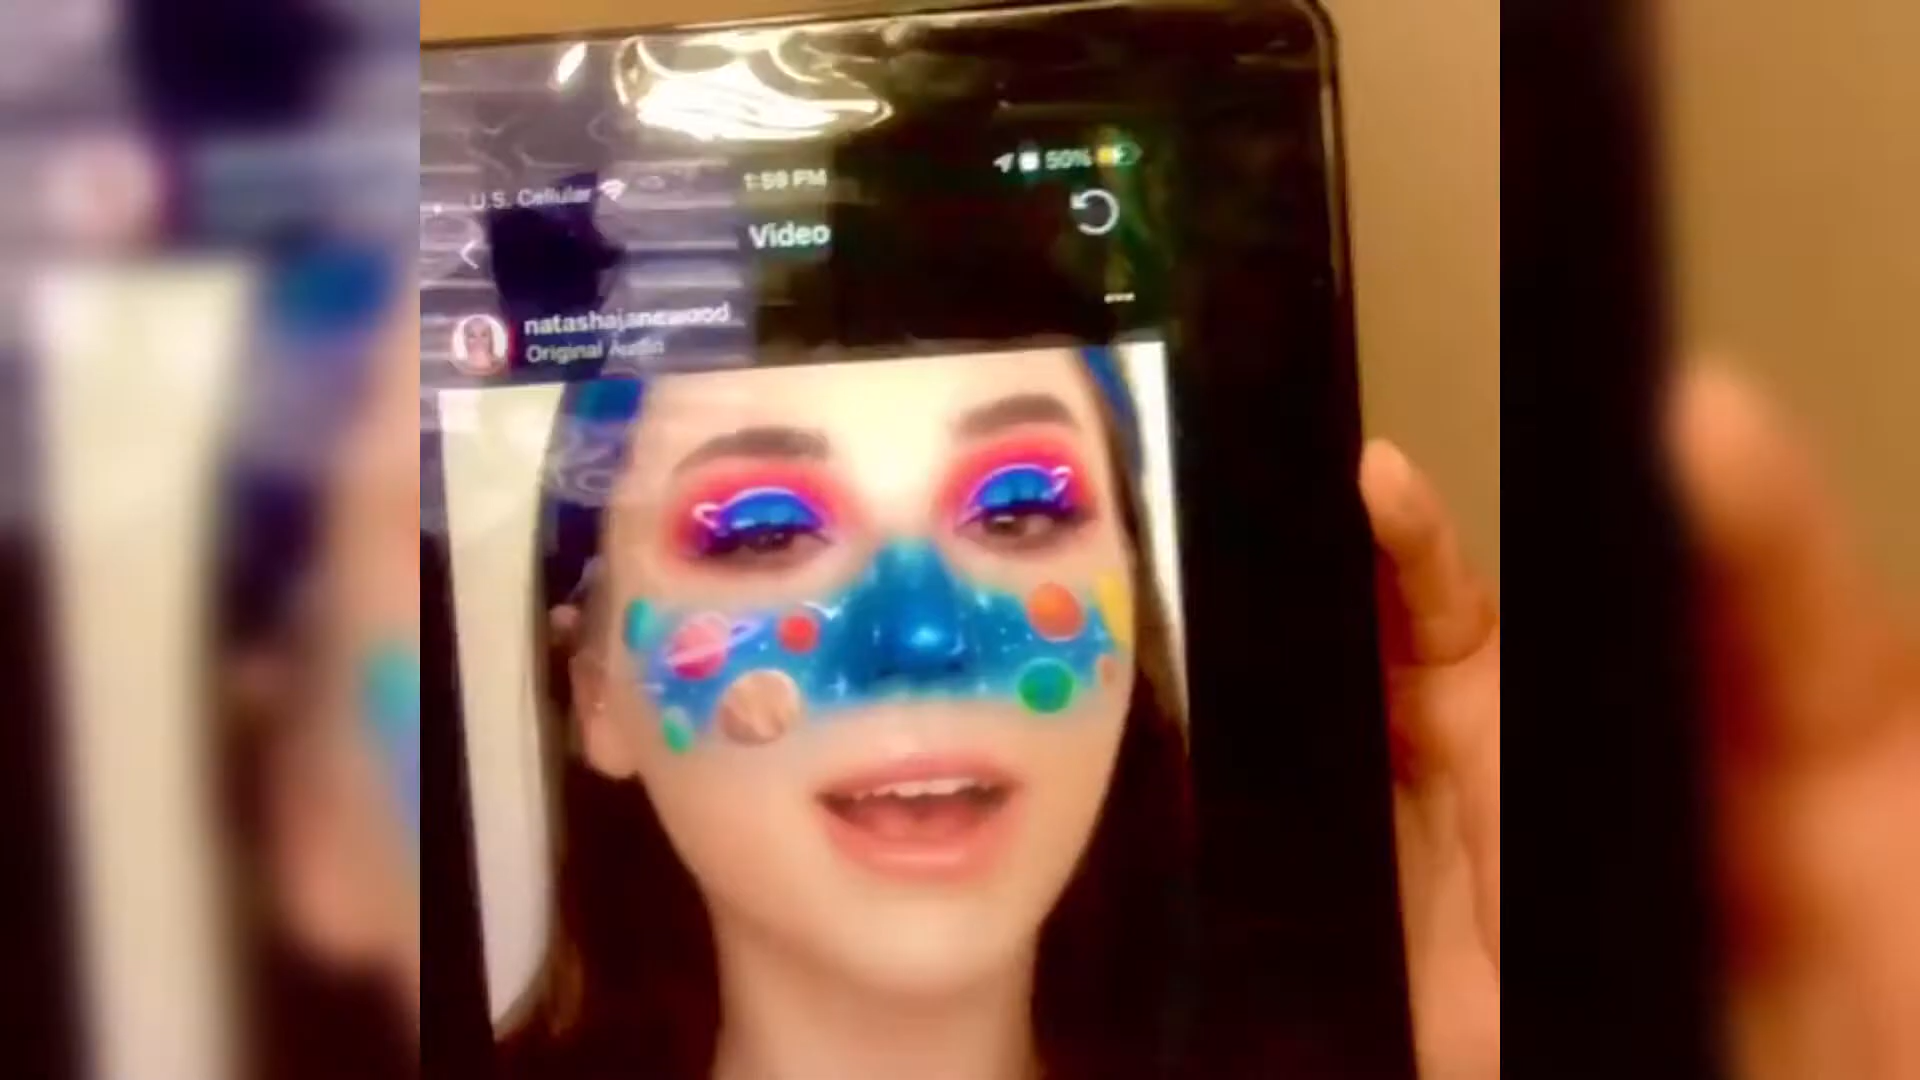 U.S. Cellular
1:59 PM
50%
Video
natashajanewood
Original Audio